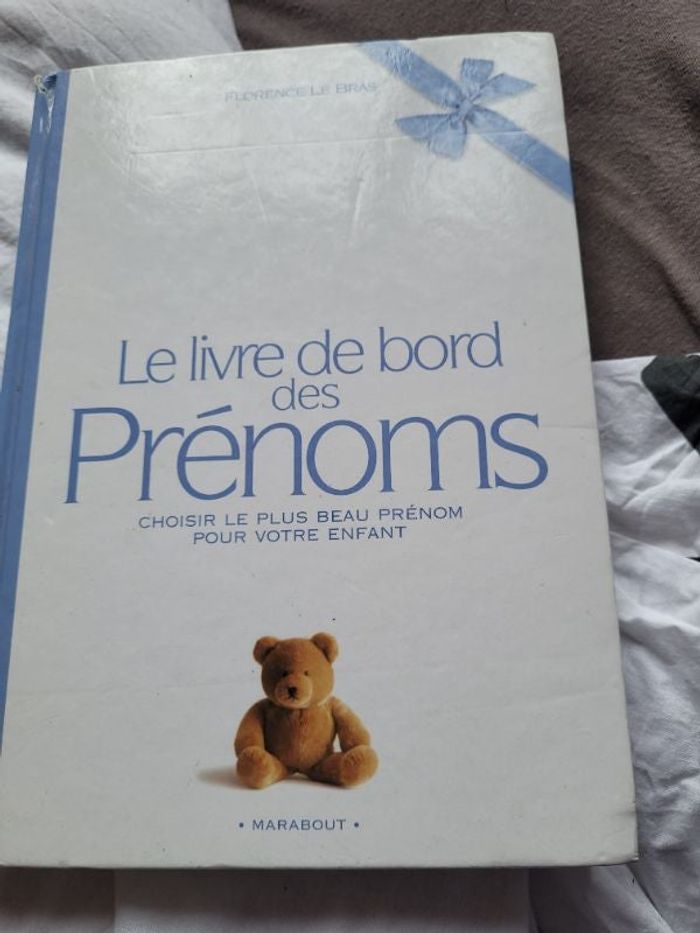 FLORENCE LE BRAS
Le livre de bord
des
Prénoms
CHOISIR LE PLUS BEAU PRÉNOM
POUR VOTRE ENFANT
• MARABOUT •